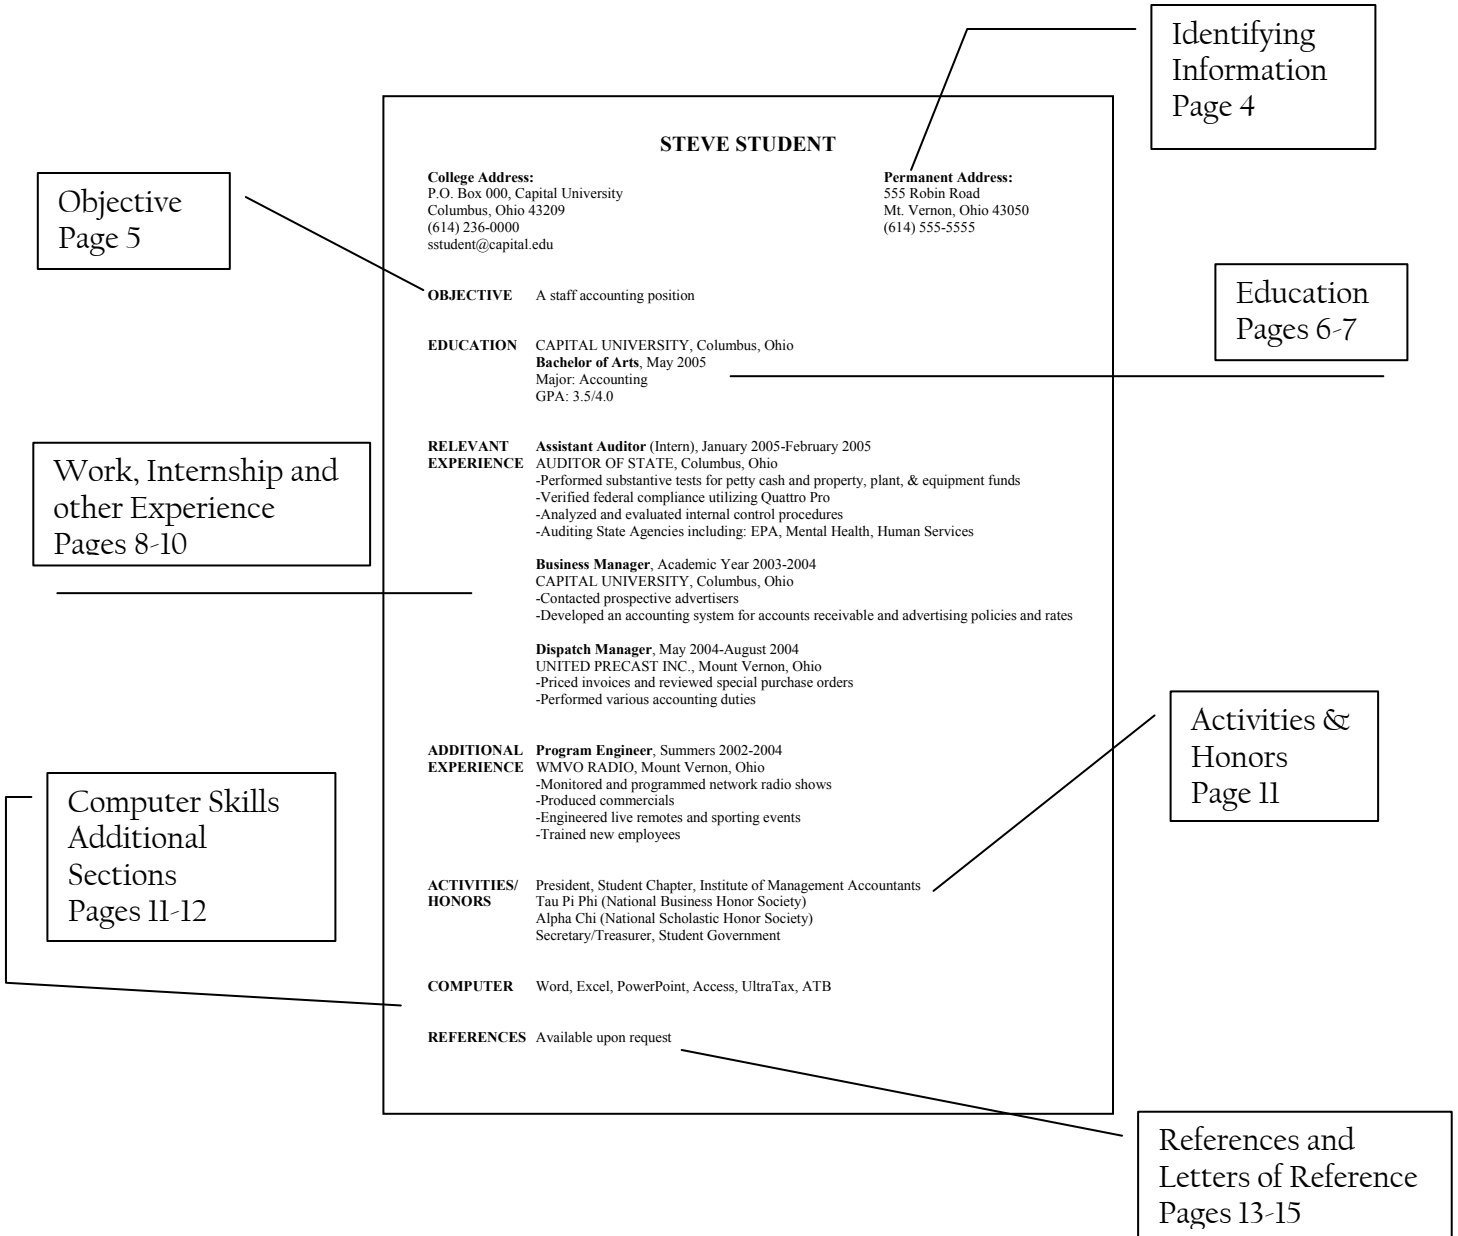 Identifying
Information
Page 4
STEVE STUDENT
College Address:
P.O. Box 000, Capital University
Columbus, Ohio 43209
(614) 236-0000
sstudent@capital.edu
Permanent Address:
555 Robin Road
Mt. Vernon, Ohio 43050
(614) 555-5555
Objective
Page 5
OBJECTIVE A staff accounting position
Education
Pages 6-7
EDUCATION CAPITAL UNIVERSITY, Columbus, Ohio
Bachelor of Arts, May 2005
Major: Accounting
GPA: 3.5/4.0
Work, Internship and
other Experience
Pages 8-10
RELEVANT Assistant Auditor (Intern), January 2005-February 2005
EXPERIENCE AUDITOR OF STATE, Columbus, Ohio
-Performed substantive tests for petty cash and property, plant, & equipment funds
-Verified federal compliance utilizing Quattro Pro
-Analyzed and evaluated internal control procedures
-Auditing State Agencies including: EPA, Mental Health, Human Services
Business Manager, Academic Year 2003-2004
CAPITAL UNIVERSITY, Columbus, Ohio
-Contacted prospective advertisers
-Developed an accounting system for accounts receivable and advertising policies and rates
Dispatch Manager, May 2004-August 2004
UNITED PRECAST INC., Mount Vernon, Ohio
-Priced invoices and reviewed special purchase orders
-Performed various accounting duties
Activities &
Honors
Page 11
ADDITIONAL Program Engineer, Summers 2002-2004
EXPERIENCE WMVO RADIO, Mount Vernon, Ohio
-Monitored and programmed network radio shows
-Produced commercials
-Engineered live remotes and sporting events
-Trained new employees
Computer Skills
Additional
Sections
Pages 11-12
ACTIVITIES/ President, Student Chapter, Institute of Management Accountants
HONORS Tau Pi Phi (National Business Honor Society)
Alpha Chi (National Scholastic Honor Society)
Secretary/Treasurer, Student Government
COMPUTER Word, Excel, PowerPoint, Access, UltraTax, ATB
REFERENCES Available upon request
References and
Letters of Reference
Pages 13-15